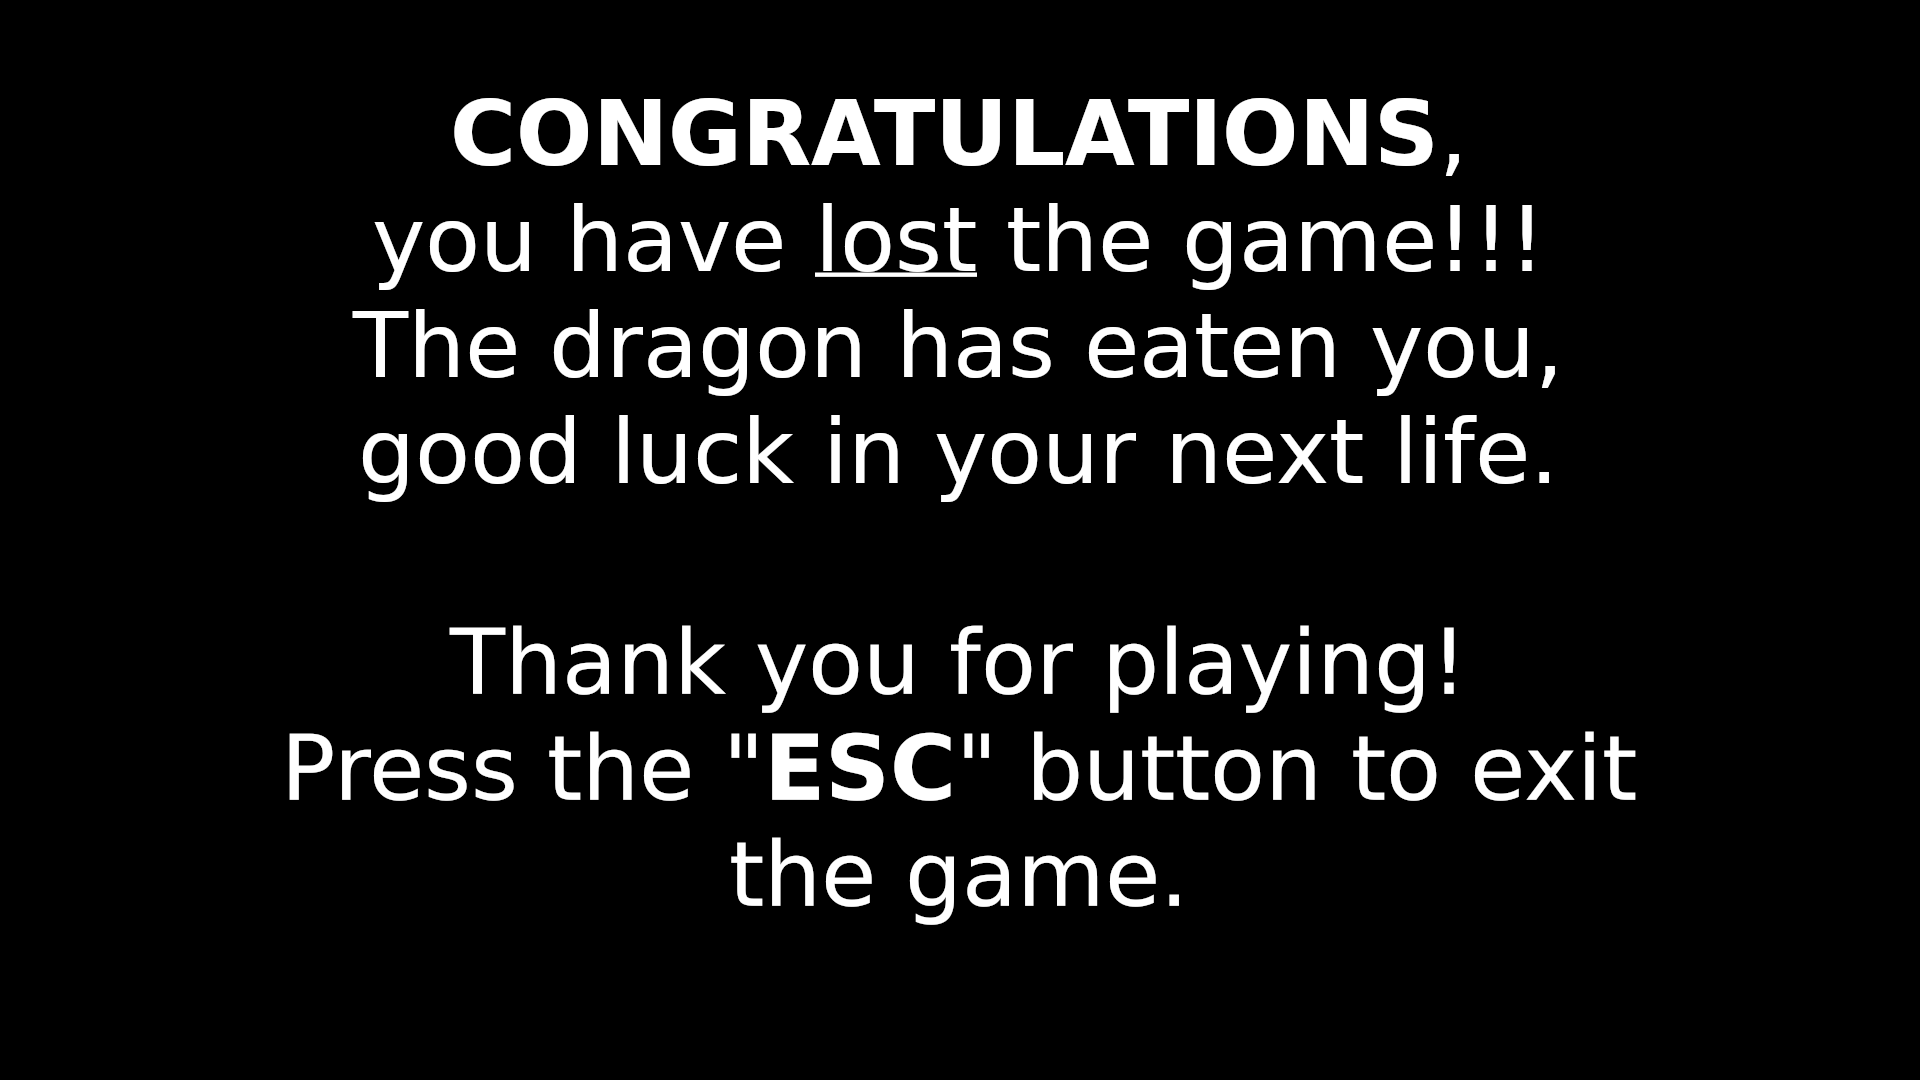 CONGRATULATIONS,
you have lost the game!!!
The dragon has eaten you,
good luck in your next life.
Thank you for playing!
Press the "ESC" button to exit
the game.